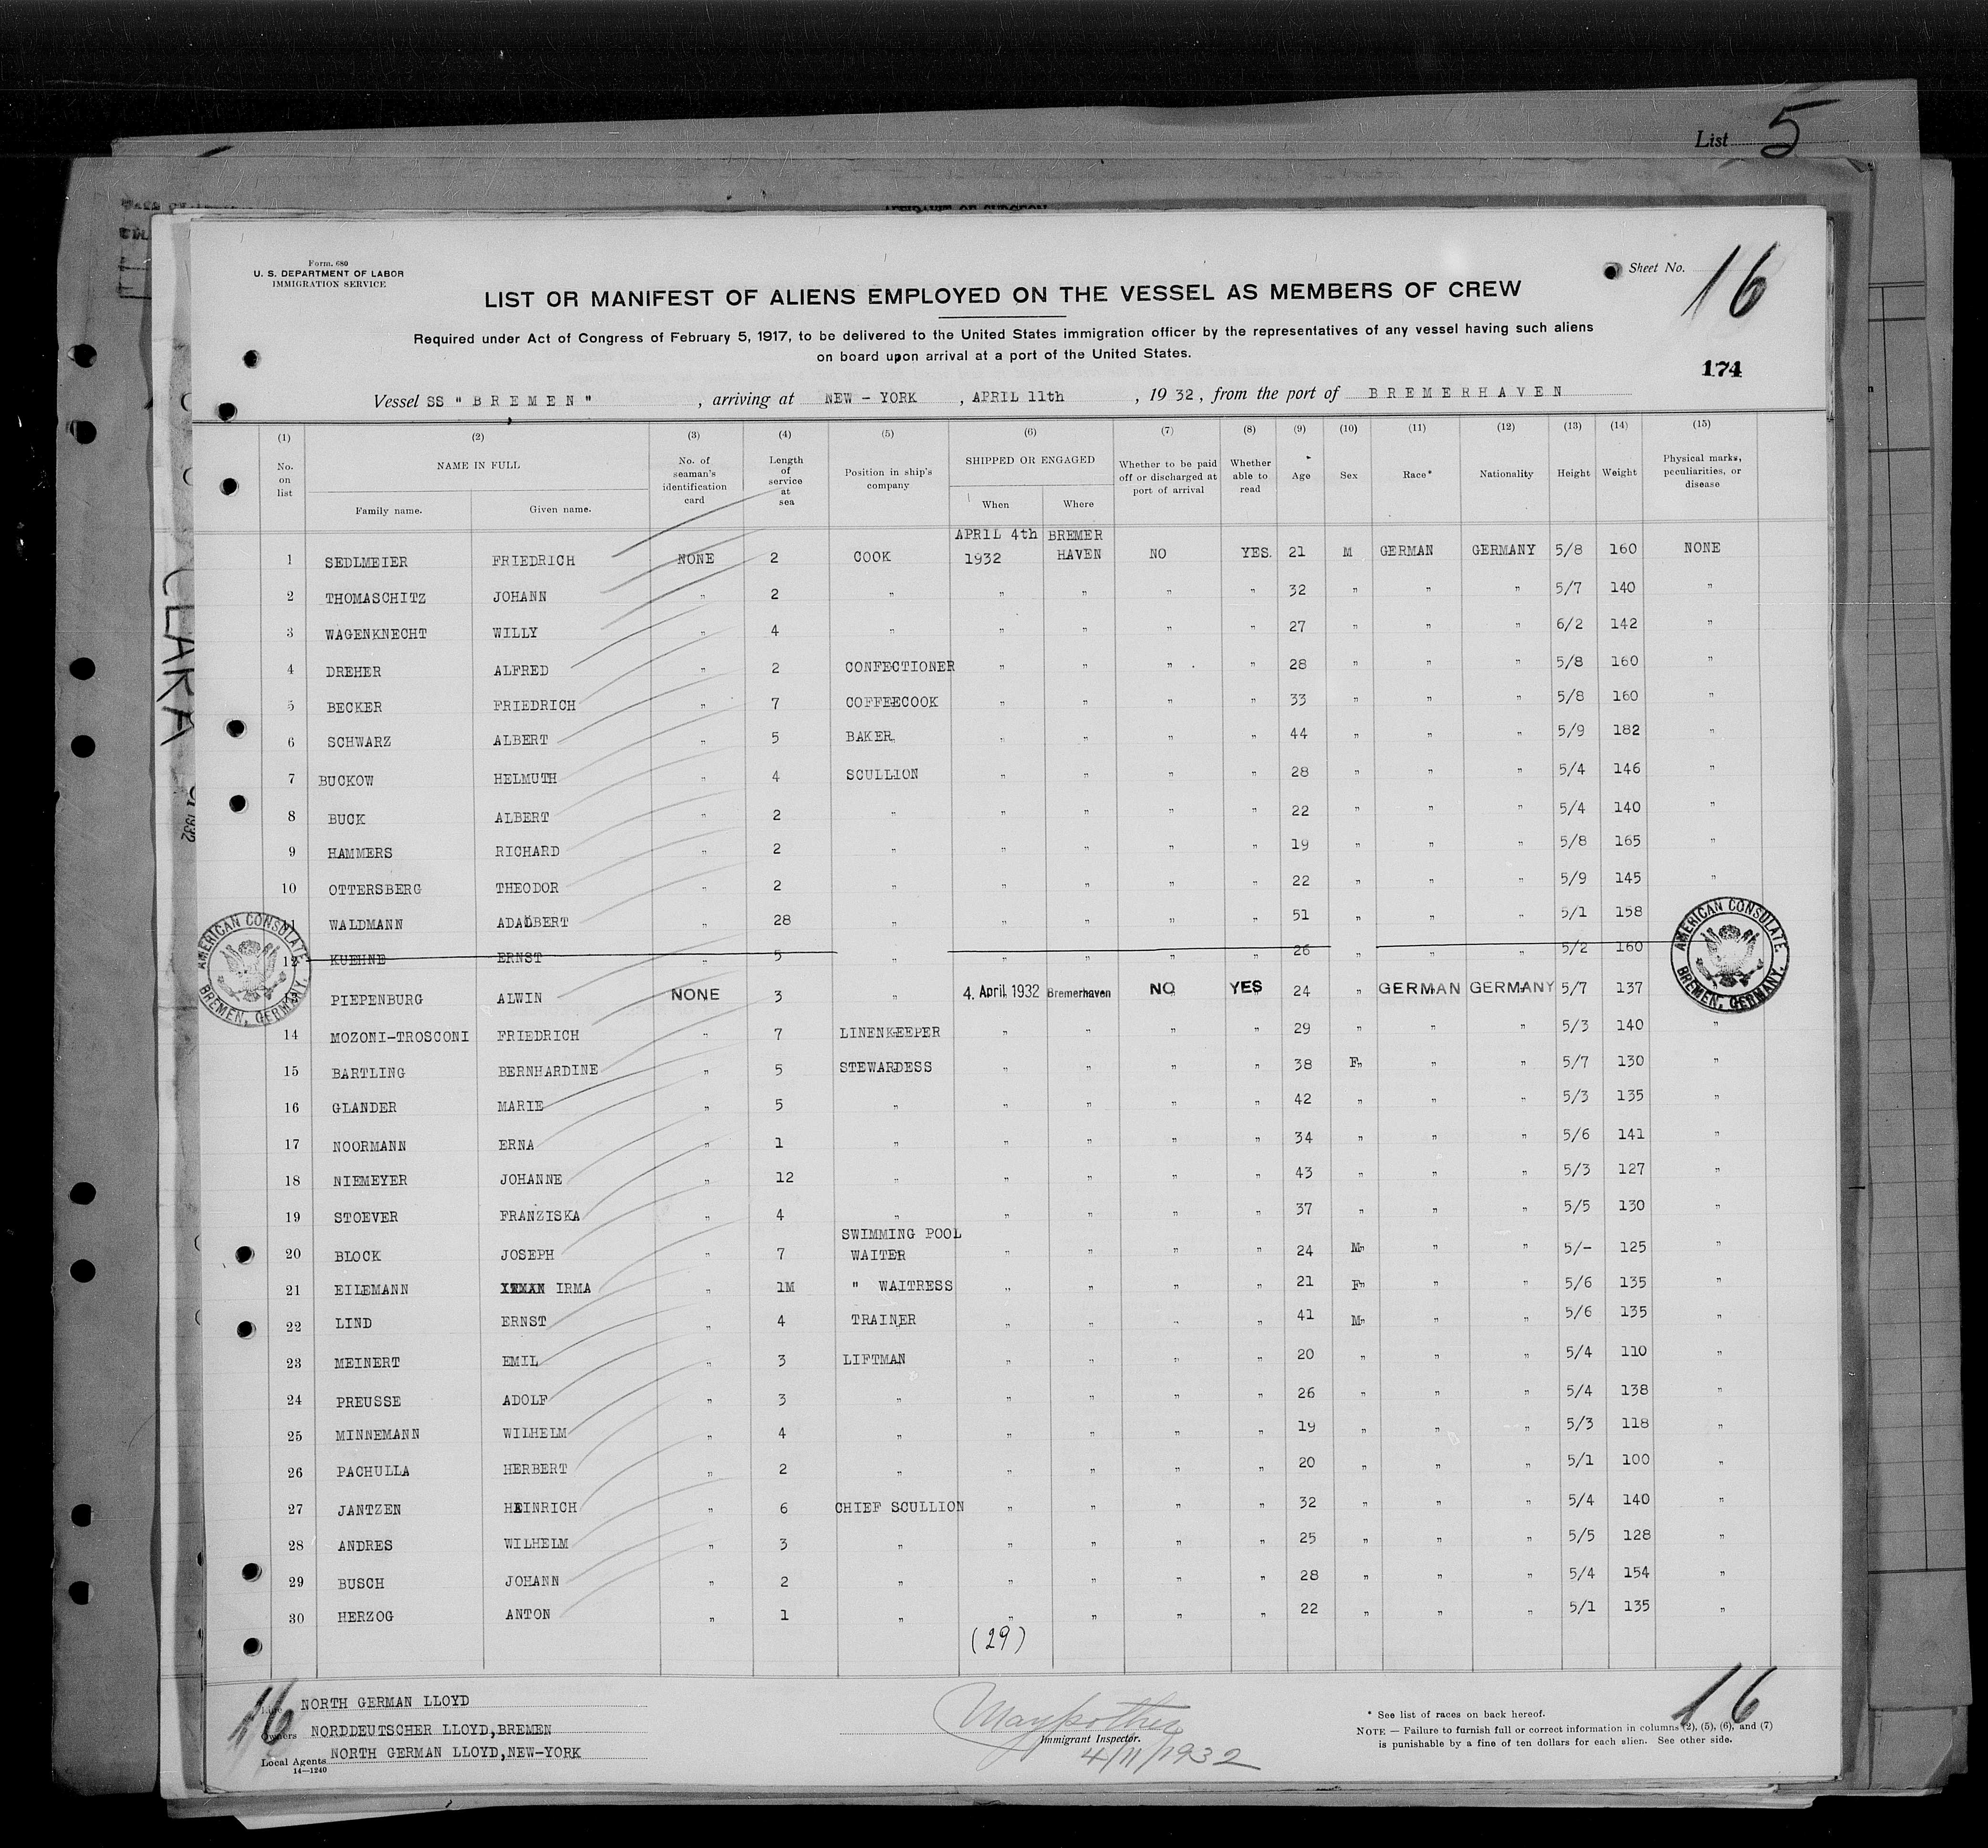 List 5
CLARA
Form. 680
U. S. DEPARTMENT OF LABOR
IMMIGRATION SERVICE
Sheet No. 16
LIST OR MANIFEST OF ALIENS EMPLOYED ON THE VESSEL AS MEMBERS OF CREW
Required under Act of Congress of February 5, 1917, to be delivered to the United States immigration officer by the representatives of any vessel having such aliens
on board upon arrival at a port of the United States.
174
Vessel SS " B R E M E N " , arriving at NEW - YORK , APRIL 11th , 19 32 , from the port of B R E M E R H A V E N
(1) (2) (3) (4) (5) (6) (7) (8) (9) (10) (11) (12) (13) (14) (15)
No. on list NAME IN FULL Family name. Given name. No. of seaman's identification card Length of service at sea Position in ship's company SHIPPED OR ENGAGED When Where Whether to be paid off or discharged at port of arrival Whether able to read Age Sex Race* Nationality Height Weight Physical marks, peculiarities, or disease
APRIL 4th BREMER
1 SEDLMEIER FRIEDRICH NONE 2 COOK 1932 HAVEN NO YES. 21 M GERMAN GERMANY 5/8 160 NONE
2 THOMASCHITZ JOHANN " 2 " " " " " 32 " " " 5/7 140 "
3 WAGENKNECHT WILLY " 4 " " " " " 27 " " " 6/2 142 "
4 DREHER ALFRED " 2 CONFECTIONER " " " " 28 " " " 5/8 160 "
5 BECKER FRIEDRICH " 7 COFFEECOOK " " " " 33 " " " 5/8 160 "
6 SCHWARZ ALBERT " 5 BAKER " " " " 44 " " " 5/9 182 "
7 BUCKOW HELMUTH " 4 SCULLION " " " " 28 " " " 5/4 146 "
8 BUCK ALBERT " 2 " " " " " 22 " " " 5/4 140 "
9 HAMMERS RICHARD " 2 " " " " " 19 " " " 5/8 165 "
10 OTTERSBERG THEODOR " 2 " " " " " 22 " " " 5/9 145 "
11 WALDMANN ADALBERT " 28 " " " " " 51 " " " 5/1 158
12 KUEHNE ERNST " 5 " " " " " 26 " " " 5/2 160
PIEPENBURG ALWIN NONE 3 " 4. April 1932 Bremerhaven NO YES 24 " GERMAN GERMANY 5/7 137
14 MOZONI-TROSCONI FRIEDRICH " 7 LINENKEEPER " " " " 29 " " " 5/3 140 "
15 BARTLING BERNHARDINE " 5 STEWARDESS " " " " 38 F" " " 5/7 130 "
16 GLANDER MARIE " 5 " " " " " 42 " " " 5/3 135 "
17 NOORMANN ERNA " 1 " " " " " 34 " " " 5/6 141 "
18 NIEMEYER JOHANNE " 12 " " " " " 43 " " " 5/3 127 "
19 STOEVER FRANZISKA " 4 " " " " " 37 " " " 5/5 130 "
SWIMMING POOL
20 BLOCK JOSEPH " 7 WAITER " " " " 24 M" " " 5/- 125 "
21 EILEMANN IRMA " 1M " WAITRESS " " " " 21 F" " " 5/6 135 "
22 LIND ERNST " 4 TRAINER " " " " 41 M" " " 5/6 135 "
23 MEINERT EMIL " 3 LIFTMAN " " " " 20 " " " 5/4 110 "
24 PREUSSE ADOLF " 3 " " " " " 26 " " " 5/4 138 "
25 MINNEMANN WILHELM " 4 " " " " " 19 " " " 5/3 118 "
26 PACHULLA HERBERT " 2 " " " " " 20 " " " 5/1 100 "
27 JANTZEN HEINRICH " 6 CHIEF SCULLION " " " " 32 " " " 5/4 140 "
28 ANDRES WILHELM " 3 " " " " " 25 " " " 5/5 128 "
29 BUSCH JOHANN " 2 " " " " " 28 " " " 5/4 154 "
30 HERZOG ANTON " 1 " " " " " 22 " " " 5/1 135 "
(29)
AMERICAN CONSULATE. BREMEN, GERMANY.
AMERICAN CONSULATE. BREMEN, GERMANY.
16
NORTH GERMAN LLOYD
Owners NORDDEUTSCHER LLOYD,BREMEN
Local Agents NORTH GERMAN LLOYD,NEW-YORK
14—1240
Immigrant Inspector.
4/11/1932
16
* See list of races on back hereof.
NOTE — Failure to furnish full or correct information in columns (2), (5), (6), and (7)
is punishable by a fine of ten dollars for each alien. See other side.